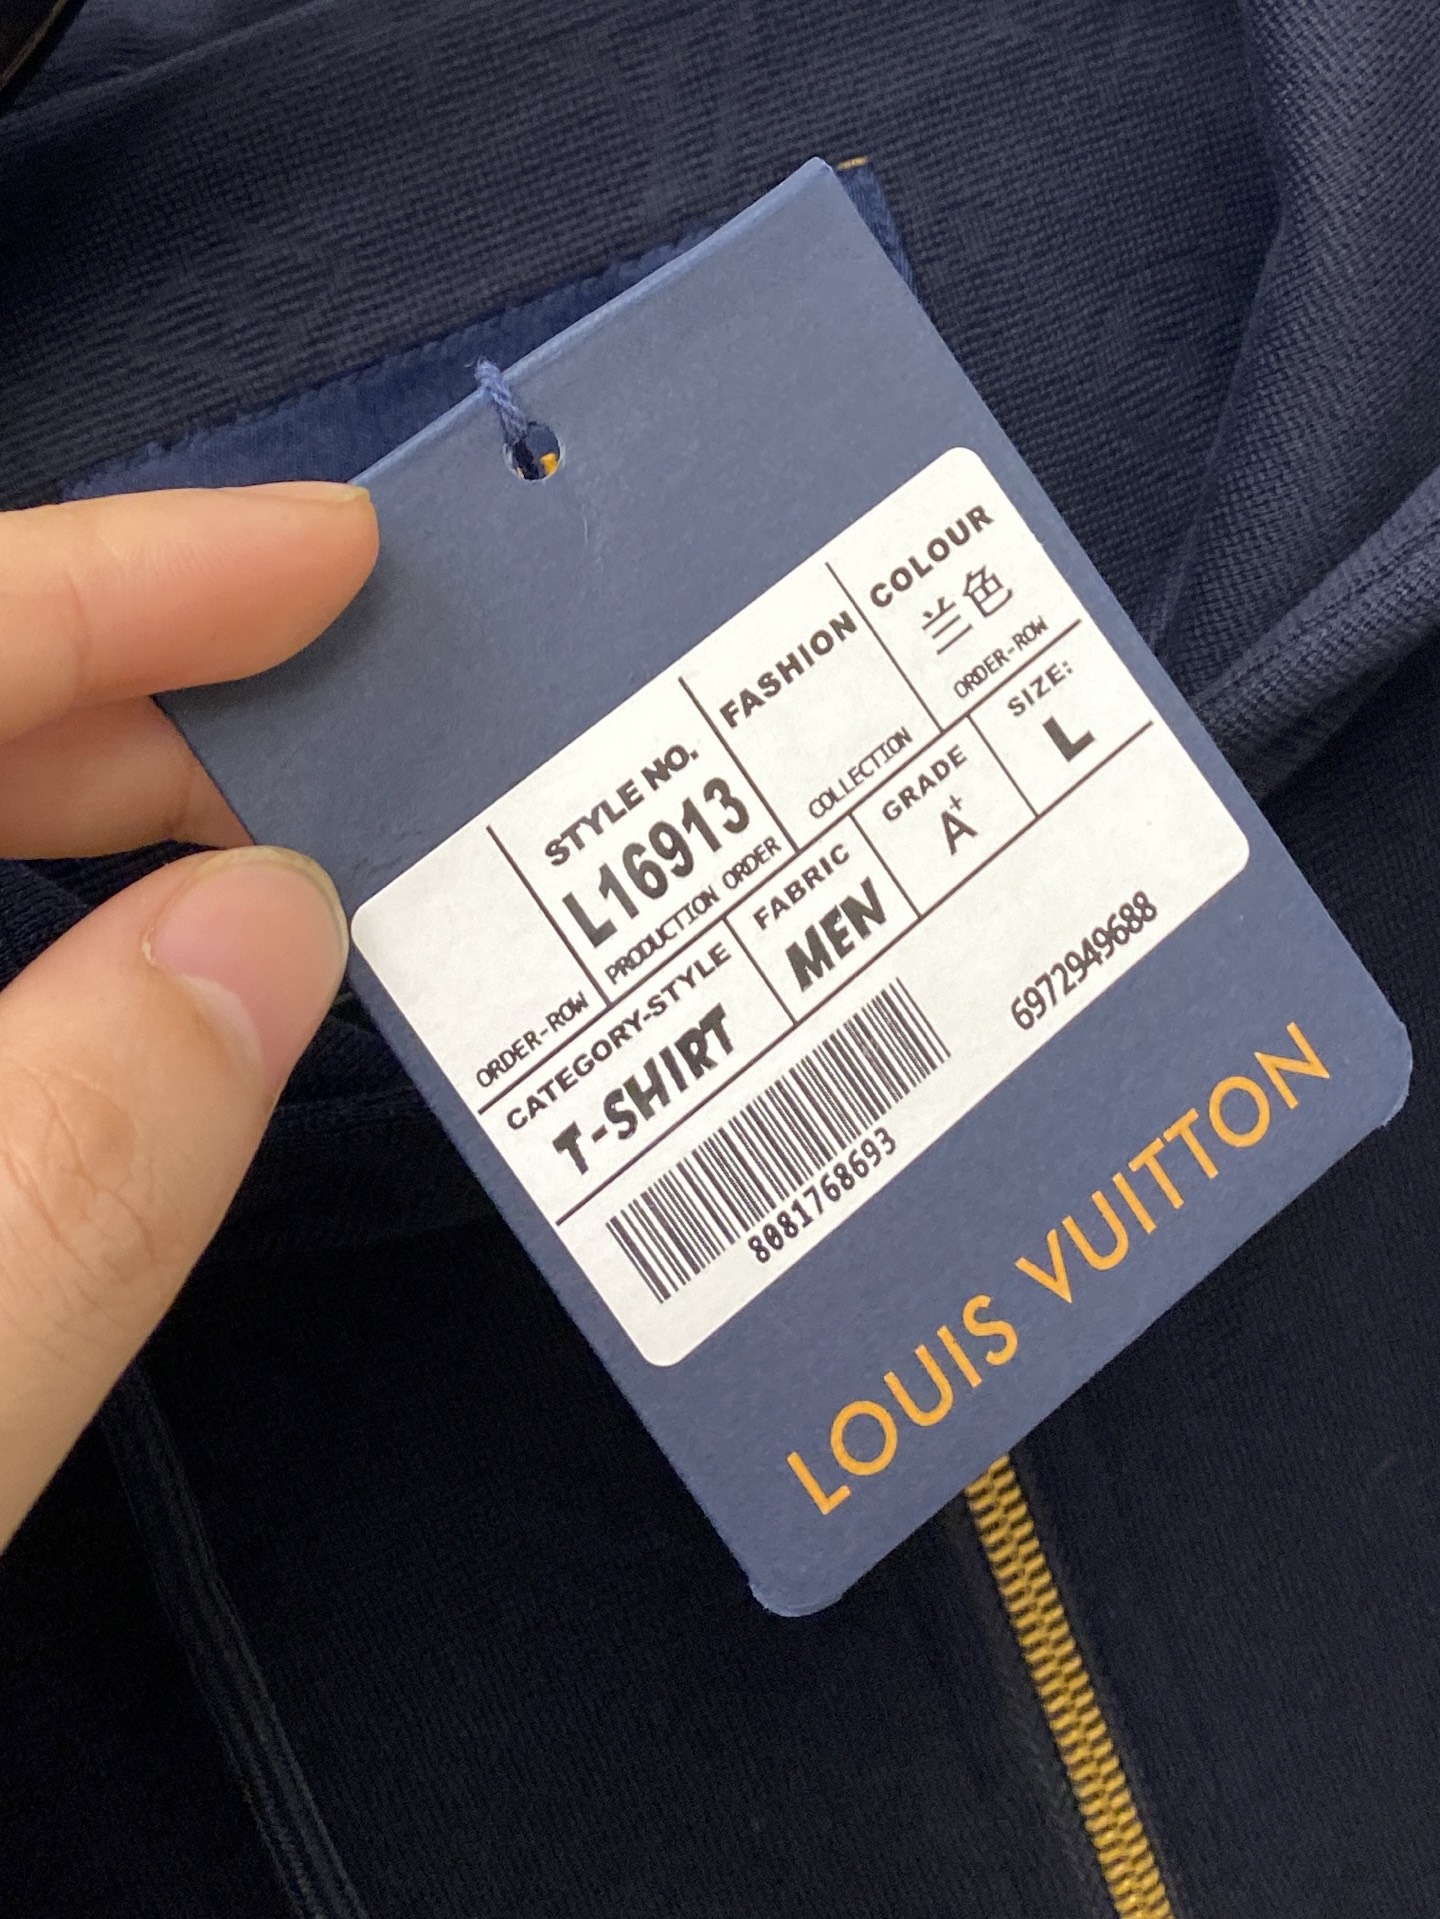 STYLE NO.
L16913
FASHION
COLOUR
兰色
ORDER-ROW
PRODUCTION ORDER
COLLECTION
ORDER-ROW
CATEGORY-STYLE
T-SHIRT
FABRIC
MEN
GRADE
A+
SIZE:
L
8081768693
6972949688
LOUIS VUITTON